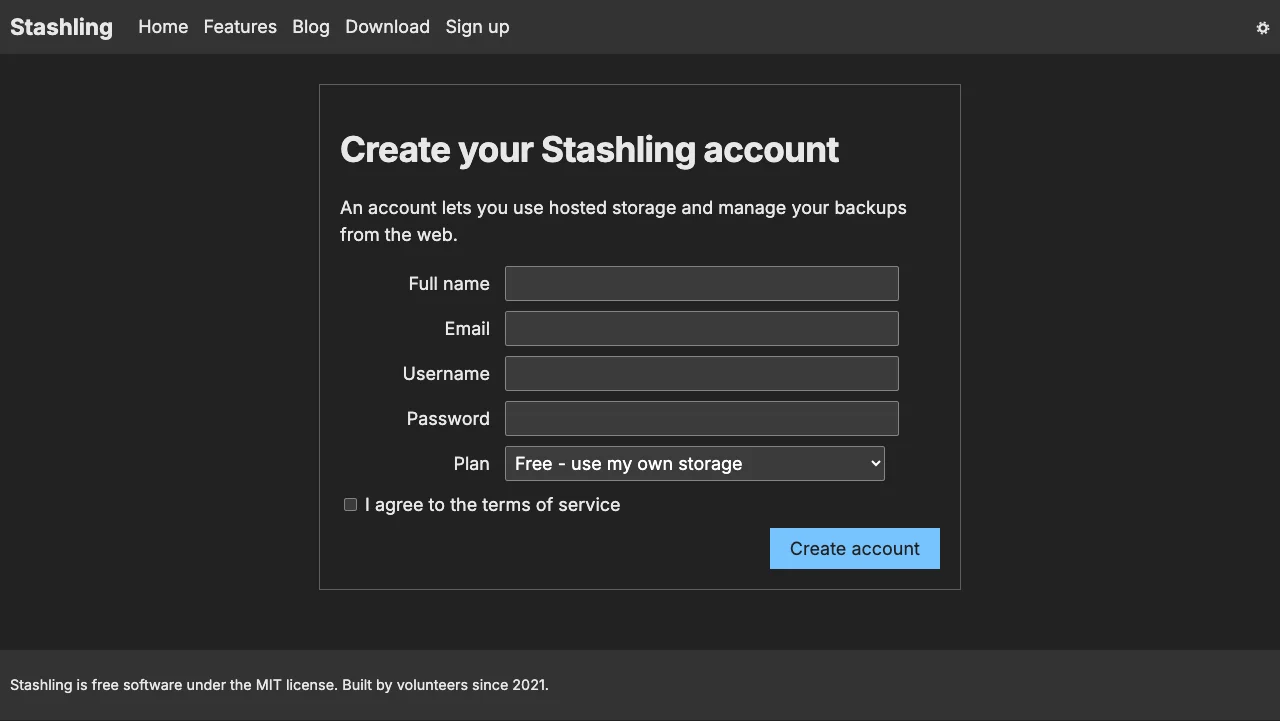 Stashling Home Features Blog Download Sign up
Create your Stashling account
An account lets you use hosted storage and manage your backups
from the web.
Full name
Email
Username
Password
Plan Free - use my own storage
I agree to the terms of service
Create account
Stashling is free software under the MIT license. Built by volunteers since 2021.